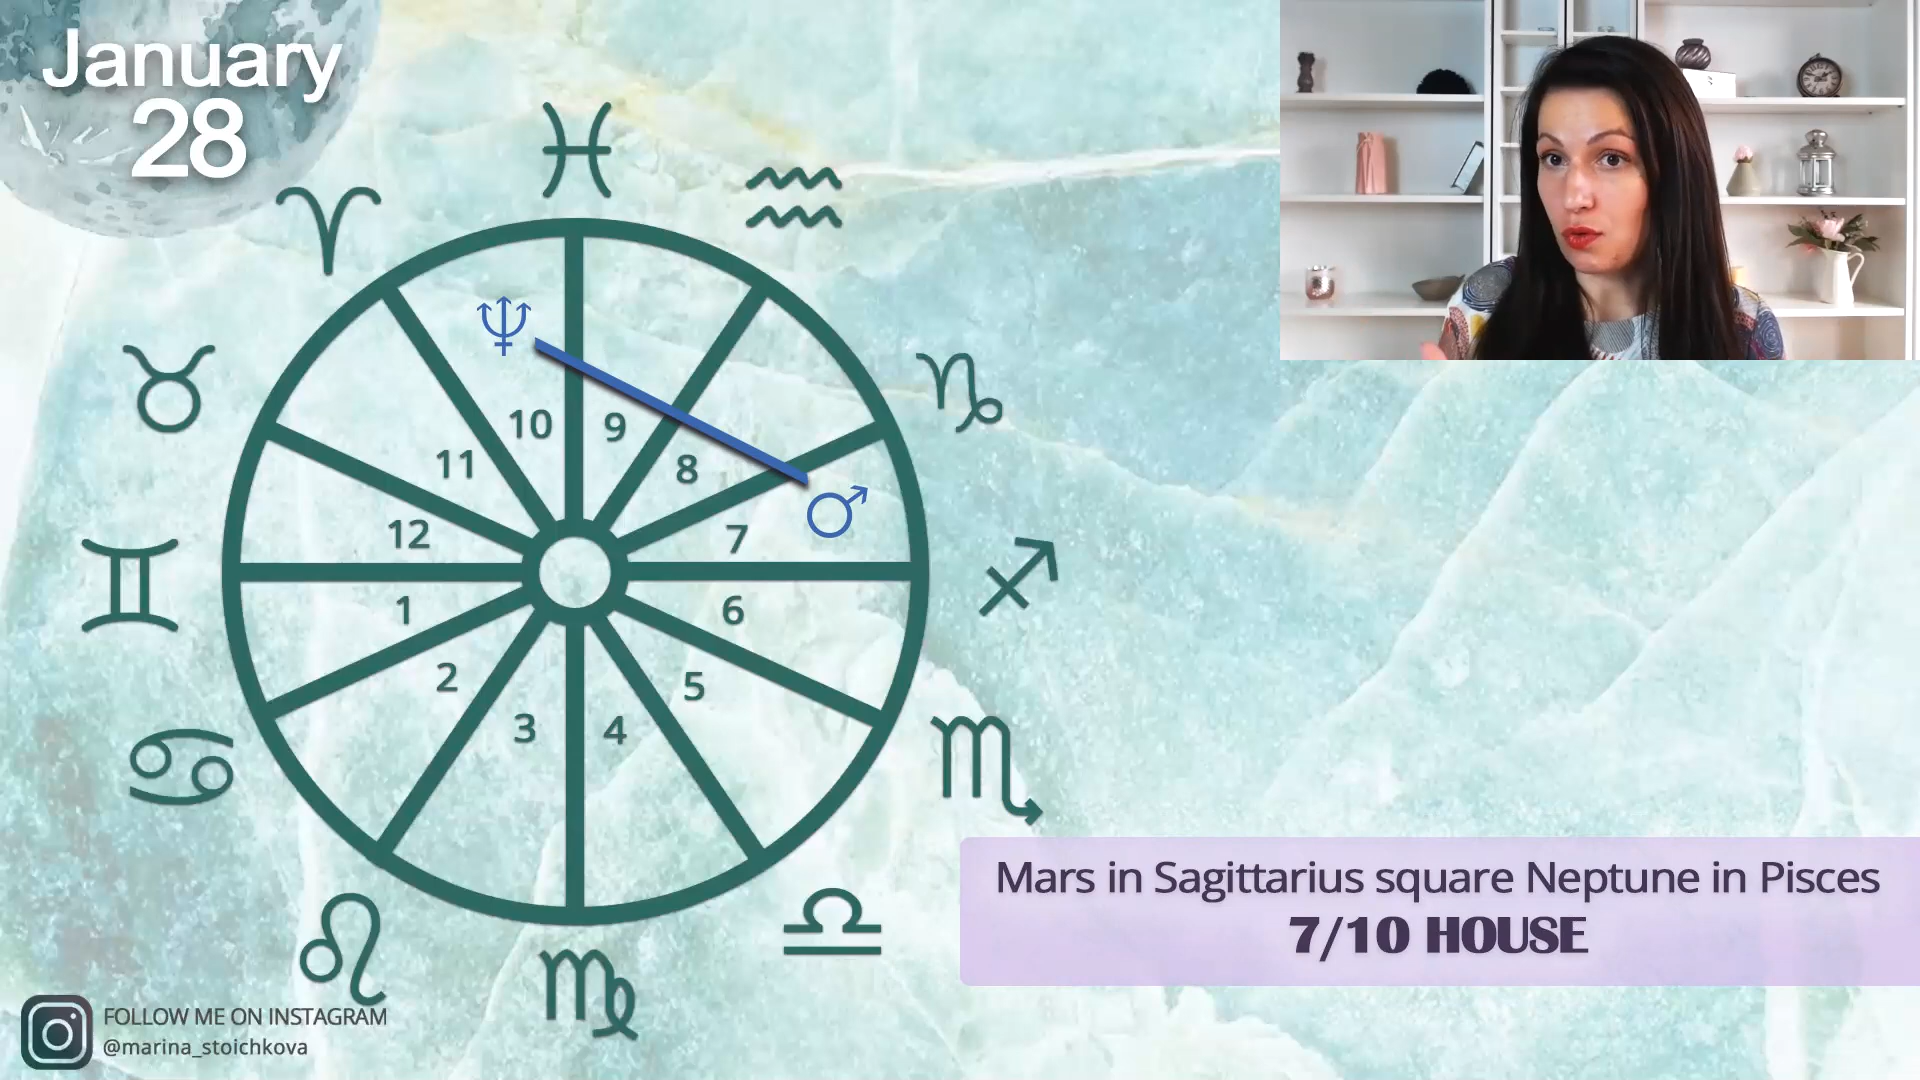 January
28
10
9
11
8
12
7
1
6
2
5
3
4
Mars in Sagittarius square Neptune in Pisces
7/10 HOUSE
FOLLOW ME ON INSTAGRAM
@marina_stoichkova